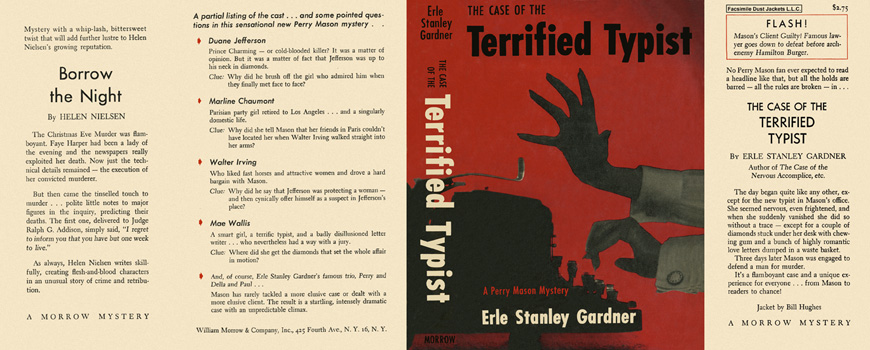 Mystery with a whip-lash, bittersweet
twist that will add further lustre to Helen
Nielsen's growing reputation.
Borrow
the Night
By HELEN NIELSEN
The Christmas Eve Murder was flam-
boyant. Faye Harper had been a lady of
the evening and the newspapers really
exploited her death. Now just the tech-
nical details remained — the execution of
her convicted murderer.
But then came the tinselled touch to
murder . . . polite little notes to major
figures in the inquiry, predicting their
deaths. The first one, delivered to Judge
Ralph G. Addison, simply said, "I regret
to inform you that you have but one week
to live."
As always, Helen Nielsen writes skill-
fully, creating flesh-and-blood characters
in an unusual story of crime and retribu-
tion.
A MORROW MYSTERY
A partial listing of the cast . . . and some pointed ques-
tions in this sensational new Perry Mason mystery . .
Duane Jefferson
Prince Charming — or cold-blooded killer? It was a matter of
opinion. But it was a matter of fact that Jefferson was up to
his neck in diamonds.
Clue: Why did he brush off the girl who admired him when
they finally met face to face?
Marline Chaumont
Parisian party girl retired to Los Angeles . . . and a singularly
domestic life.
Clue: Why did she tell Mason that her friends in Paris couldn't
have located her when Walter Irving walked straight into
her arms?
Walter Irving
Who liked fast horses and attractive women and drove a hard
bargain with Mason.
Clue: Why did he say that Jefferson was protecting a woman —
and then cynically offer himself as a suspect in Jefferson's
place?
Mae Wallis
A smart girl, a terrific typist, and a badly disillusioned letter
writer . . . who nevertheless had a way with a jury.
Clue: Where did she get the diamonds that set the whole affair
in motion?
And, of course, Erle Stanley Gardner's famous trio, Perry and
Della and Paul . . .
Mason has rarely tackled a more elusive case or dealt with a
more elusive client. The result is a startling, intensely dramatic
case with an unpredictable climax.
William Morrow & Company, Inc., 425 Fourth Ave., N. Y. 16, N. Y.
Erle
Stanley
Gardner
THE CASE
OF THE
Terrified Typist
MORROW
THE CASE OF THE
Terrified Typist
A Perry Mason Mystery
Erle Stanley Gardner
Facsimile Dust Jackets L.L.C.
$2.75
FLASH!
Mason's Client Guilty! Famous law-
yer goes down to defeat before arch-
enemy Hamilton Burger.
No Perry Mason fan ever expected to read
a headline like that, but all the holds are
barred — all the rules are broken — in . . .
THE CASE OF THE
TERRIFIED
TYPIST
BY ERLE STANLEY GARDNER
Author of The Case of the
Nervous Accomplice, etc.
The day began quite like any other, ex-
cept for the new typist in Mason's office.
She seemed nervous, even frightened, and
when she suddenly vanished she did so
without a trace — except for a couple of
diamonds stuck under her desk with chew-
ing gum and a bunch of highly romantic
love letters dumped in a waste basket.
Three days later Mason was engaged to
defend a man for murder.
It's a flamboyant case and a unique ex-
perience for everyone . . . from Mason to
readers to chance!
Jacket by Bill Hughes
A MORROW MYSTERY